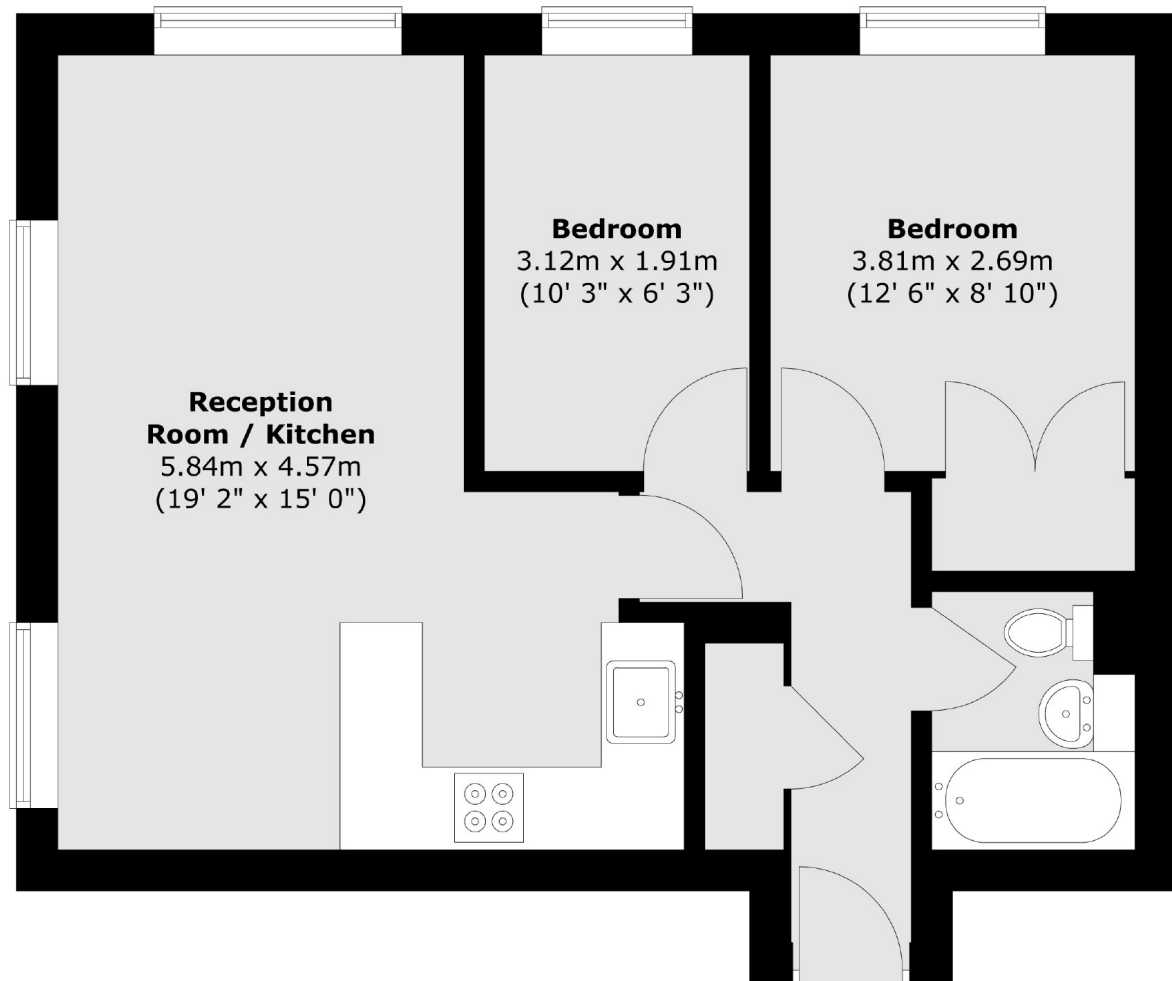 Bedroom
3.12m x 1.91m
(10' 3" x 6' 3")
Bedroom
3.81m x 2.69m
(12' 6" x 8' 10")
Reception
Room / Kitchen
5.84m x 4.57m
(19' 2" x 15' 0")